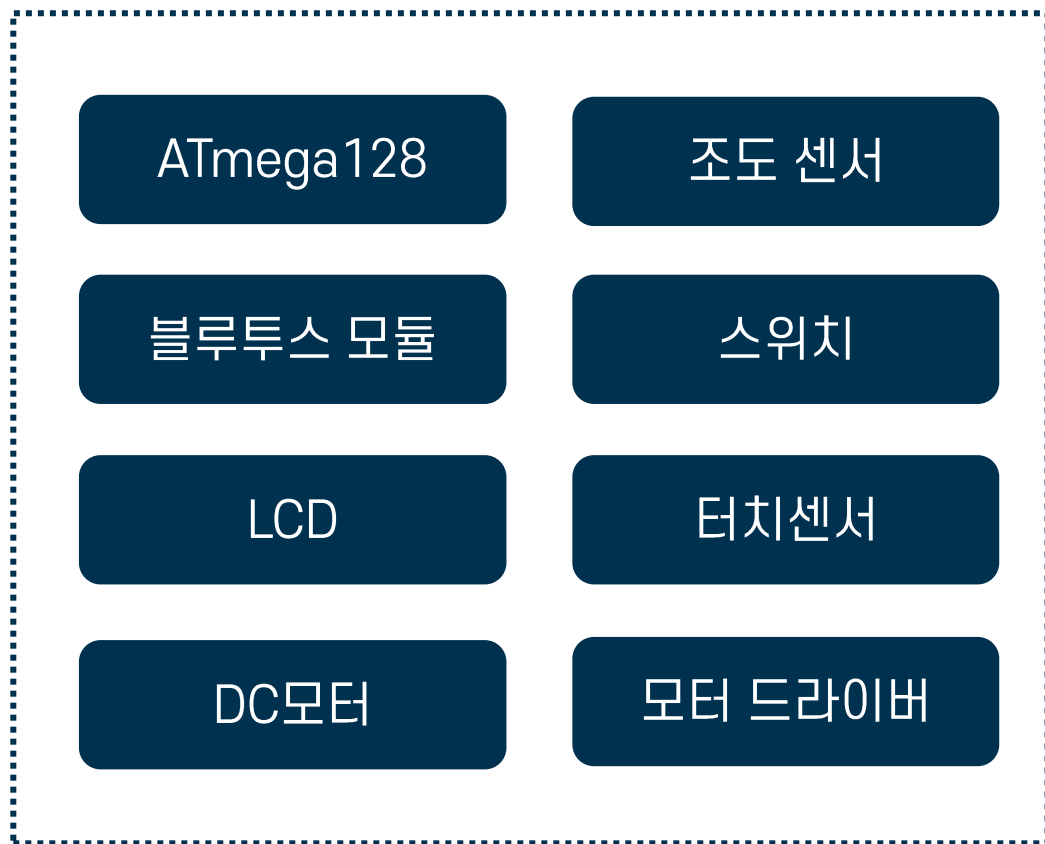 ATmega128
조도 센서
블루투스 모듈
스위치
LCD
터치센서
DC모터
모터 드라이버